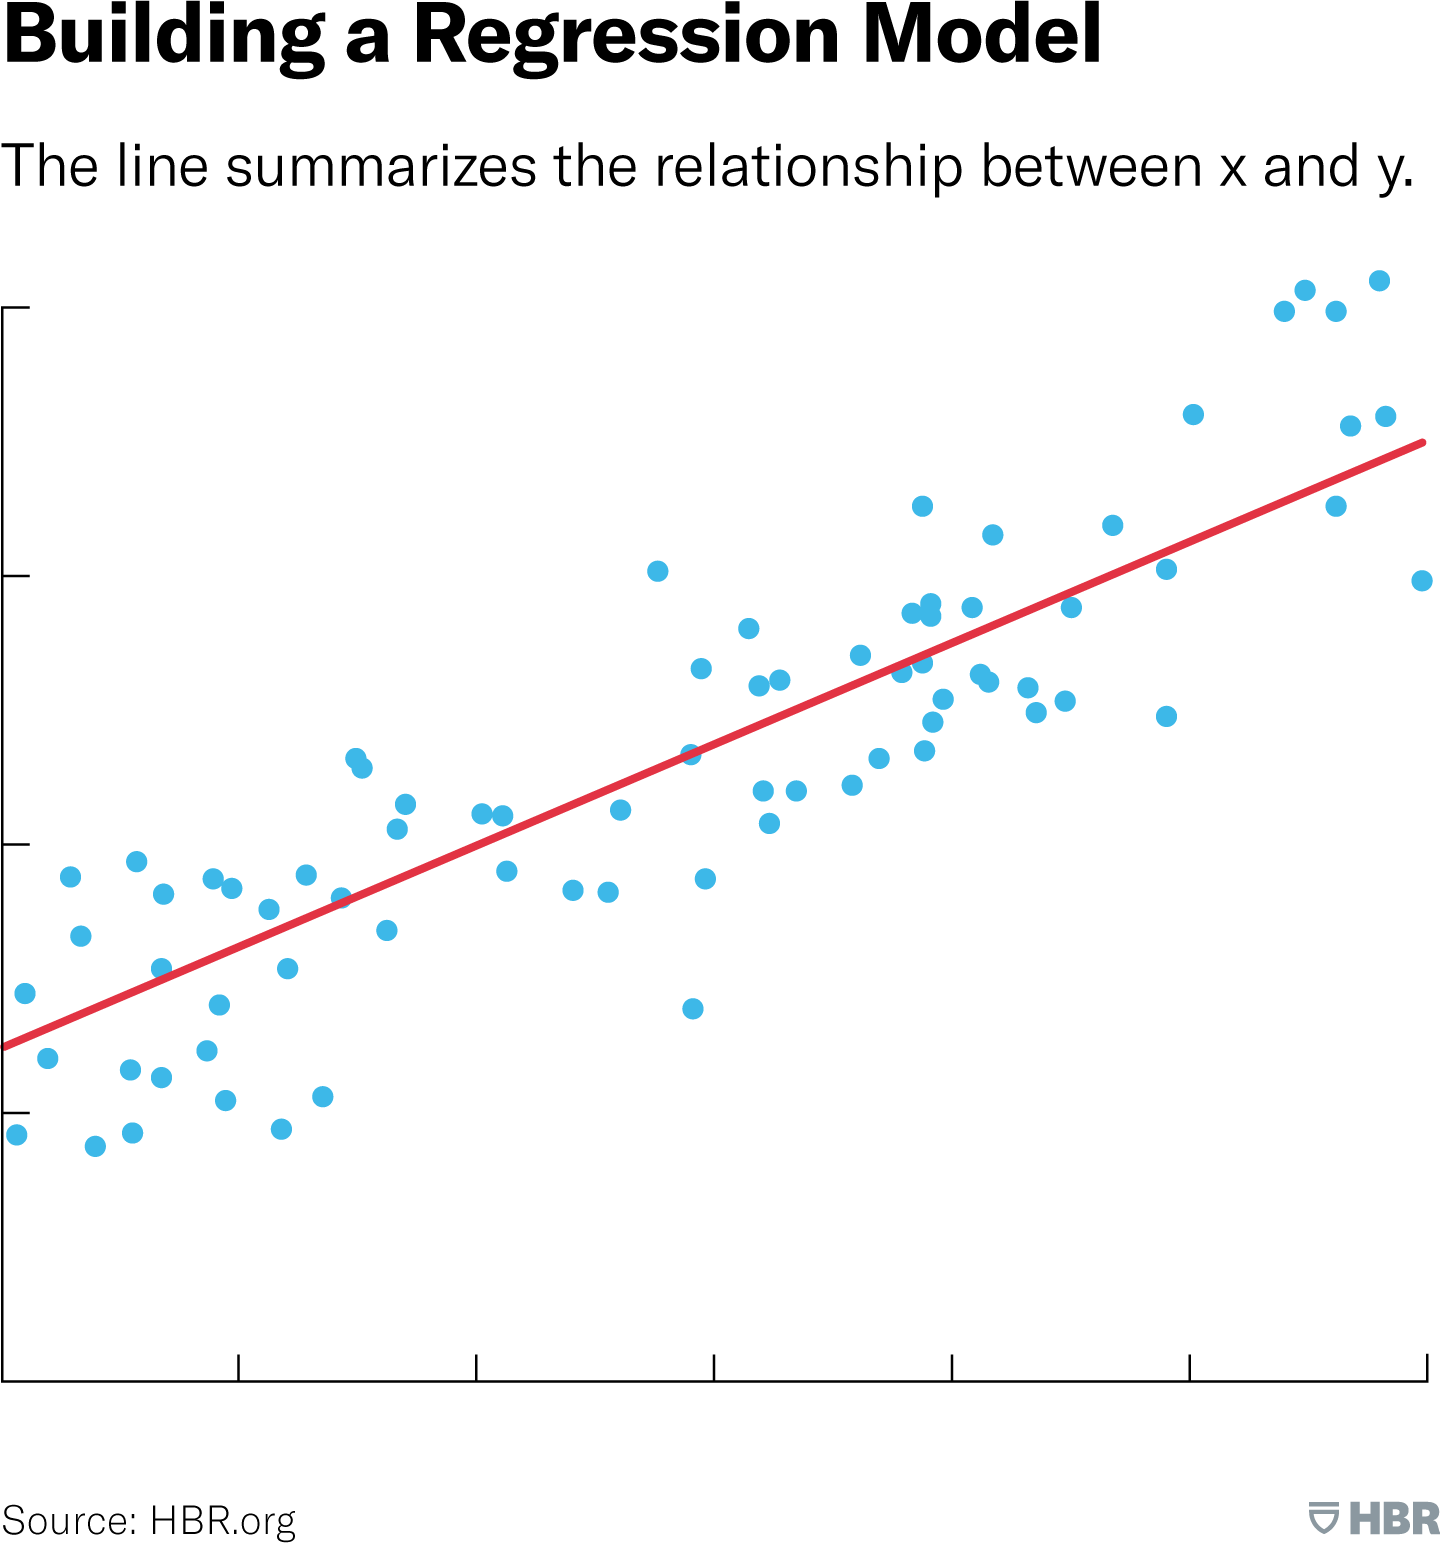 Building a Regression Model
The line summarizes the relationship between x and y.
Source: HBR.org
HBR